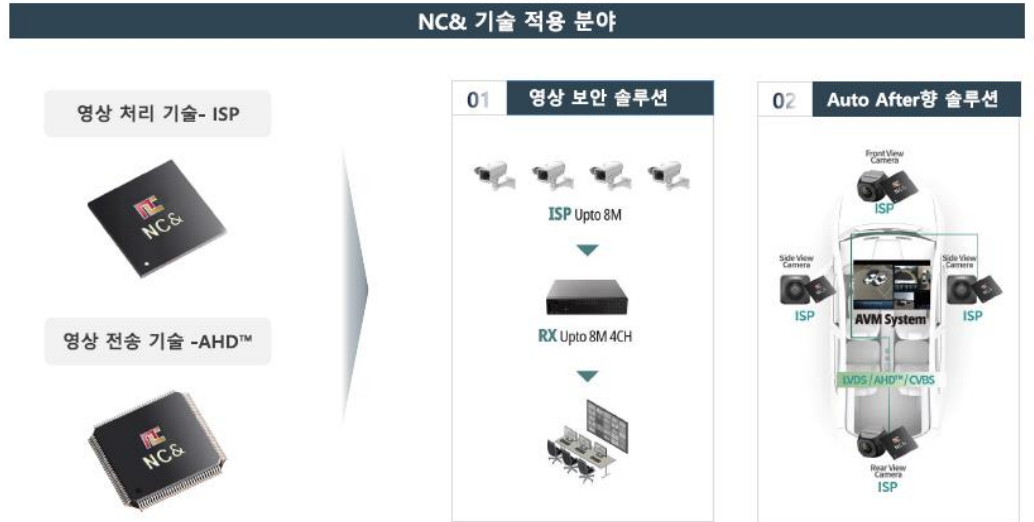 NC& 기술 적용 분야
영상 처리 기술- ISP
NC&
영상 전송 기술 -AHD™
NC&
01 영상 보안 솔루션
ISP Upto 8M
RX Upto 8M 4CH
02 Auto After향 솔루션
Front View
Camera
NC&
ISP
Side View
Camera
ISP
Side View
Camera
ISP
AVM System
LVDS / AHD™ / CVBS
NC&
Rear View
Camera
ISP